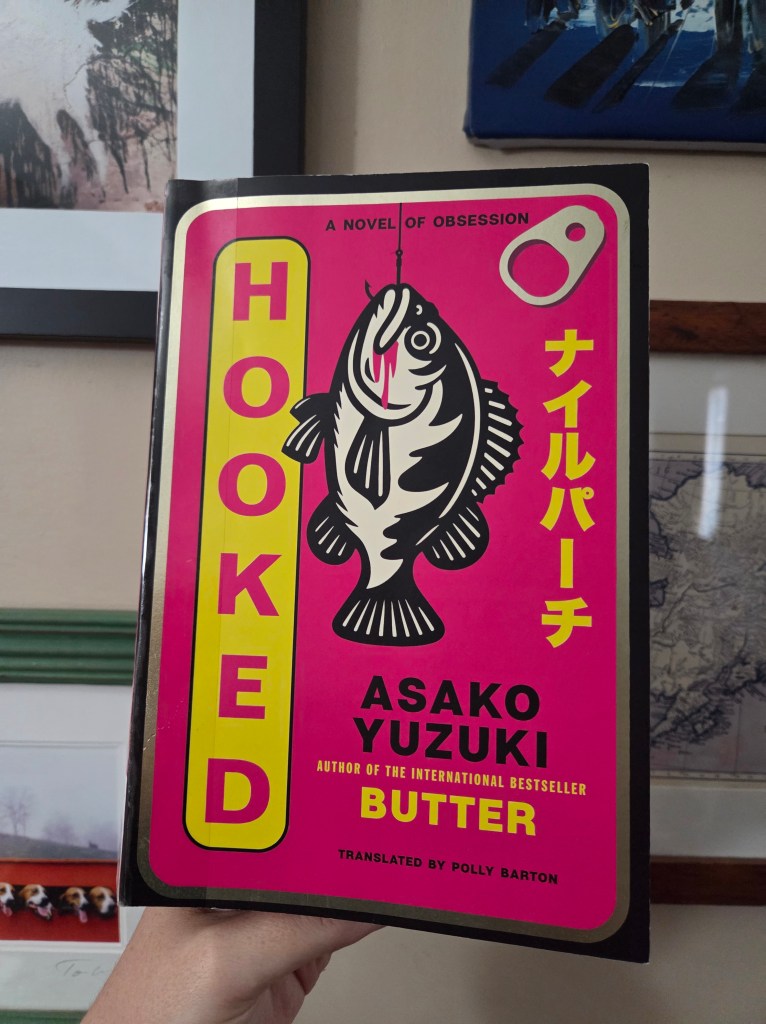 A NOVEL OF OBSESSION
HOOKED
ナイルパーチ
ASAKO
YUZUKI
AUTHOR OF THE INTERNATIONAL BESTSELLER
BUTTER
TRANSLATED BY POLLY BARTON